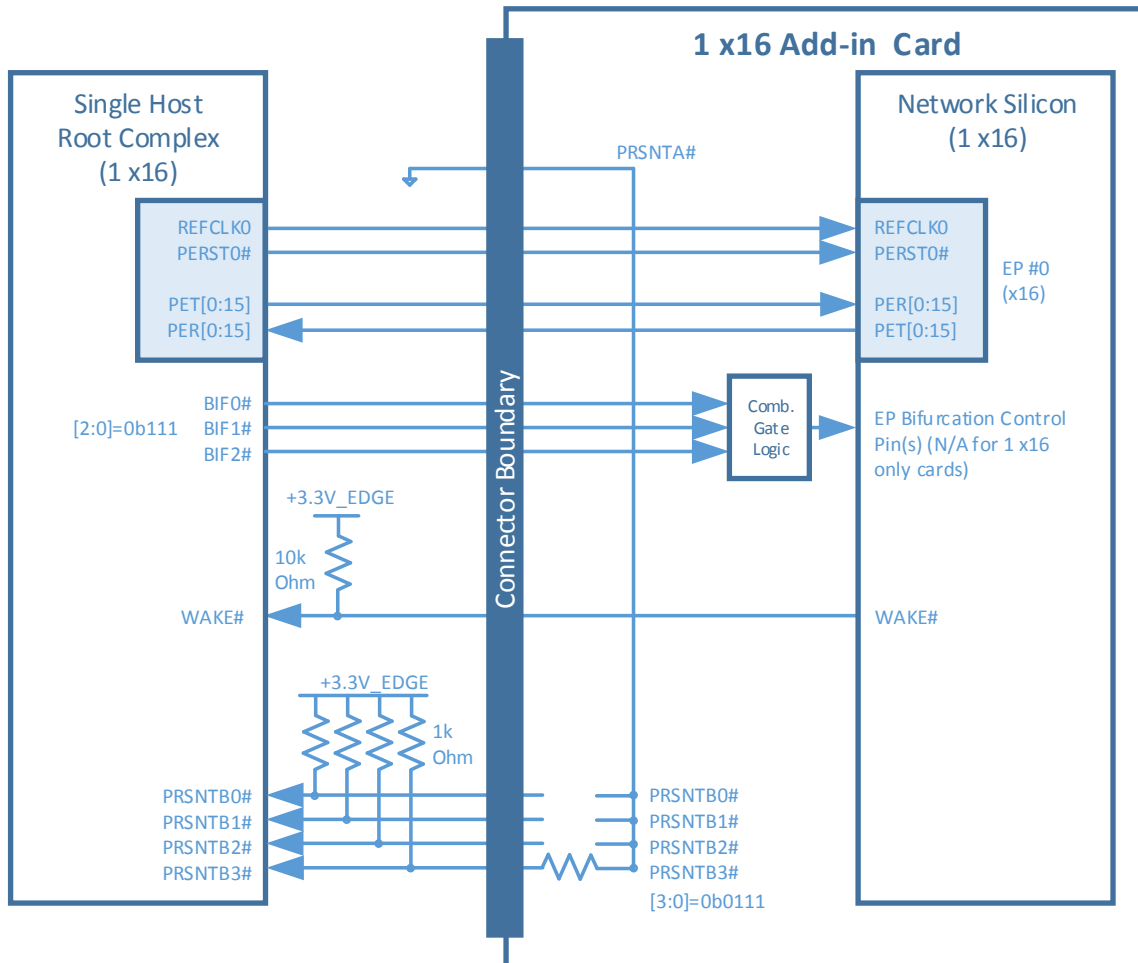 1 x16 Add-in Card
Single Host
Root Complex
(1 x16)
Network Silicon
(1 x16)
PRSNTA#
REFCLK0
PERST0#
PET[0:15]
PER[0:15]
REFCLK0
PERST0#
PER[0:15]
PET[0:15]
EP #0
(x16)
Connector Boundary
BIF0#
[2:0]=0b111
BIF1#
BIF2#
Comb.
Gate
Logic
EP Bifurcation Control
Pin(s) (N/A for 1 x16
only cards)
+3.3V_EDGE
10k
Ohm
WAKE#
WAKE#
+3.3V_EDGE
1k
Ohm
PRSNTB0#
PRSNTB1#
PRSNTB2#
PRSNTB3#
PRSNTB0#
PRSNTB1#
PRSNTB2#
PRSNTB3#
[3:0]=0b0111